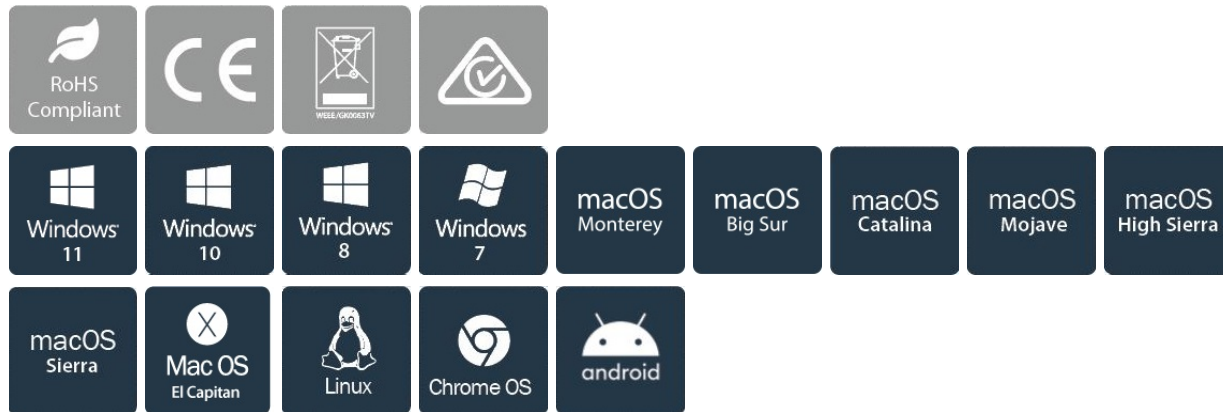 RoHS
Compliant
CE
WEEE/GK0063TV
Windows
11
Windows
10
Windows
8
Windows
7
macOS
Monterey
macOS
Big Sur
macOS
Catalina
macOS
Mojave
macOS
High Sierra
macOS
Sierra
X
Mac OS
El Capitan
Linux
Chrome OS
android